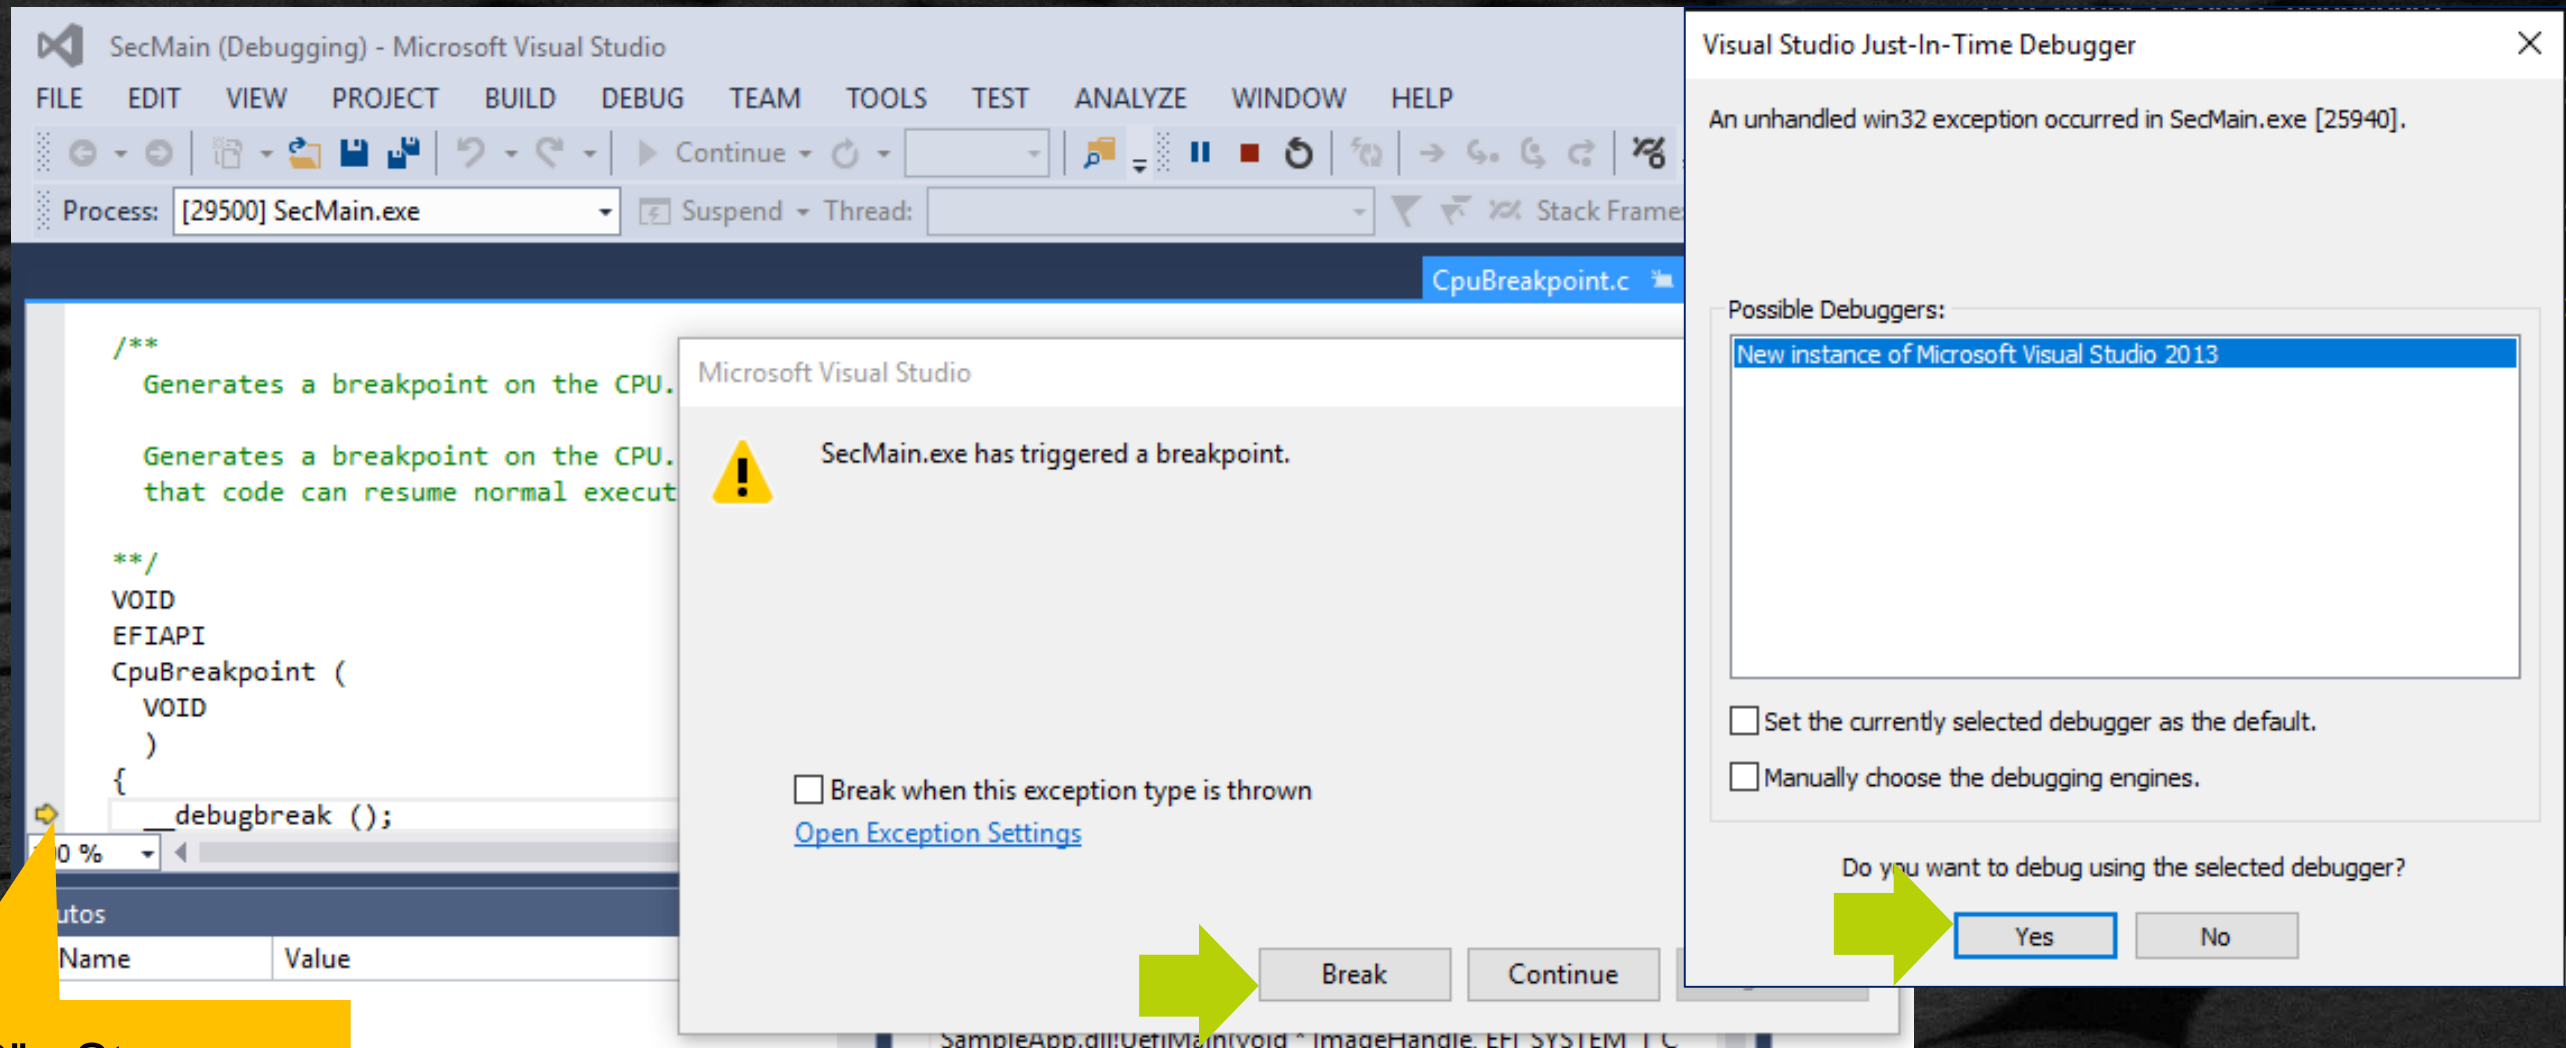 SecMain (Debugging) - Microsoft Visual Studio
FILE EDIT VIEW PROJECT BUILD DEBUG TEAM TOOLS TEST ANALYZE WINDOW HELP
Continue
Process: [29500] SecMain.exe Suspend Thread: Stack Frame
CpuBreakpoint.c
/**
Generates a breakpoint on the CPU.
Generates a breakpoint on the CPU.
that code can resume normal execut
**/
VOID
EFIAPI
CpuBreakpoint (
VOID
)
{
__debugbreak ();
%
utos
Name Value
Microsoft Visual Studio
SecMain.exe has triggered a breakpoint.
Break when this exception type is thrown
Open Exception Settings
Break Continue
SampleApp.dll!UefiMain(void * ImageHandle, EFI_SYSTEM_T C
Visual Studio Just-In-Time Debugger
An unhandled win32 exception occurred in SecMain.exe [25940].
Possible Debuggers:
New instance of Microsoft Visual Studio 2013
Set the currently selected debugger as the default.
Manually choose the debugging engines.
Do you want to debug using the selected debugger?
Yes No